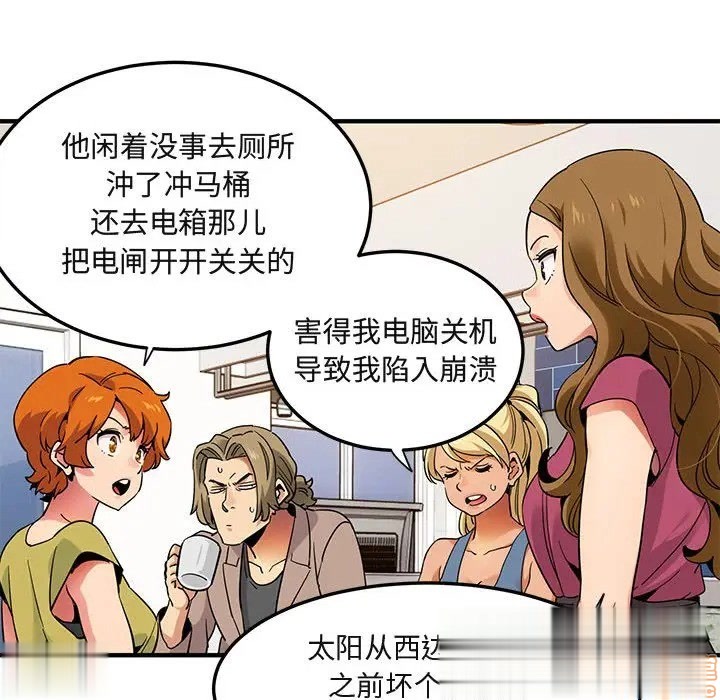 他闲着没事去厕所
沖了冲马桶
还去电箱那儿
把电闸开开关关的
害得我电脑关机
导致我陷入崩溃
太阳从西边
之前坏个